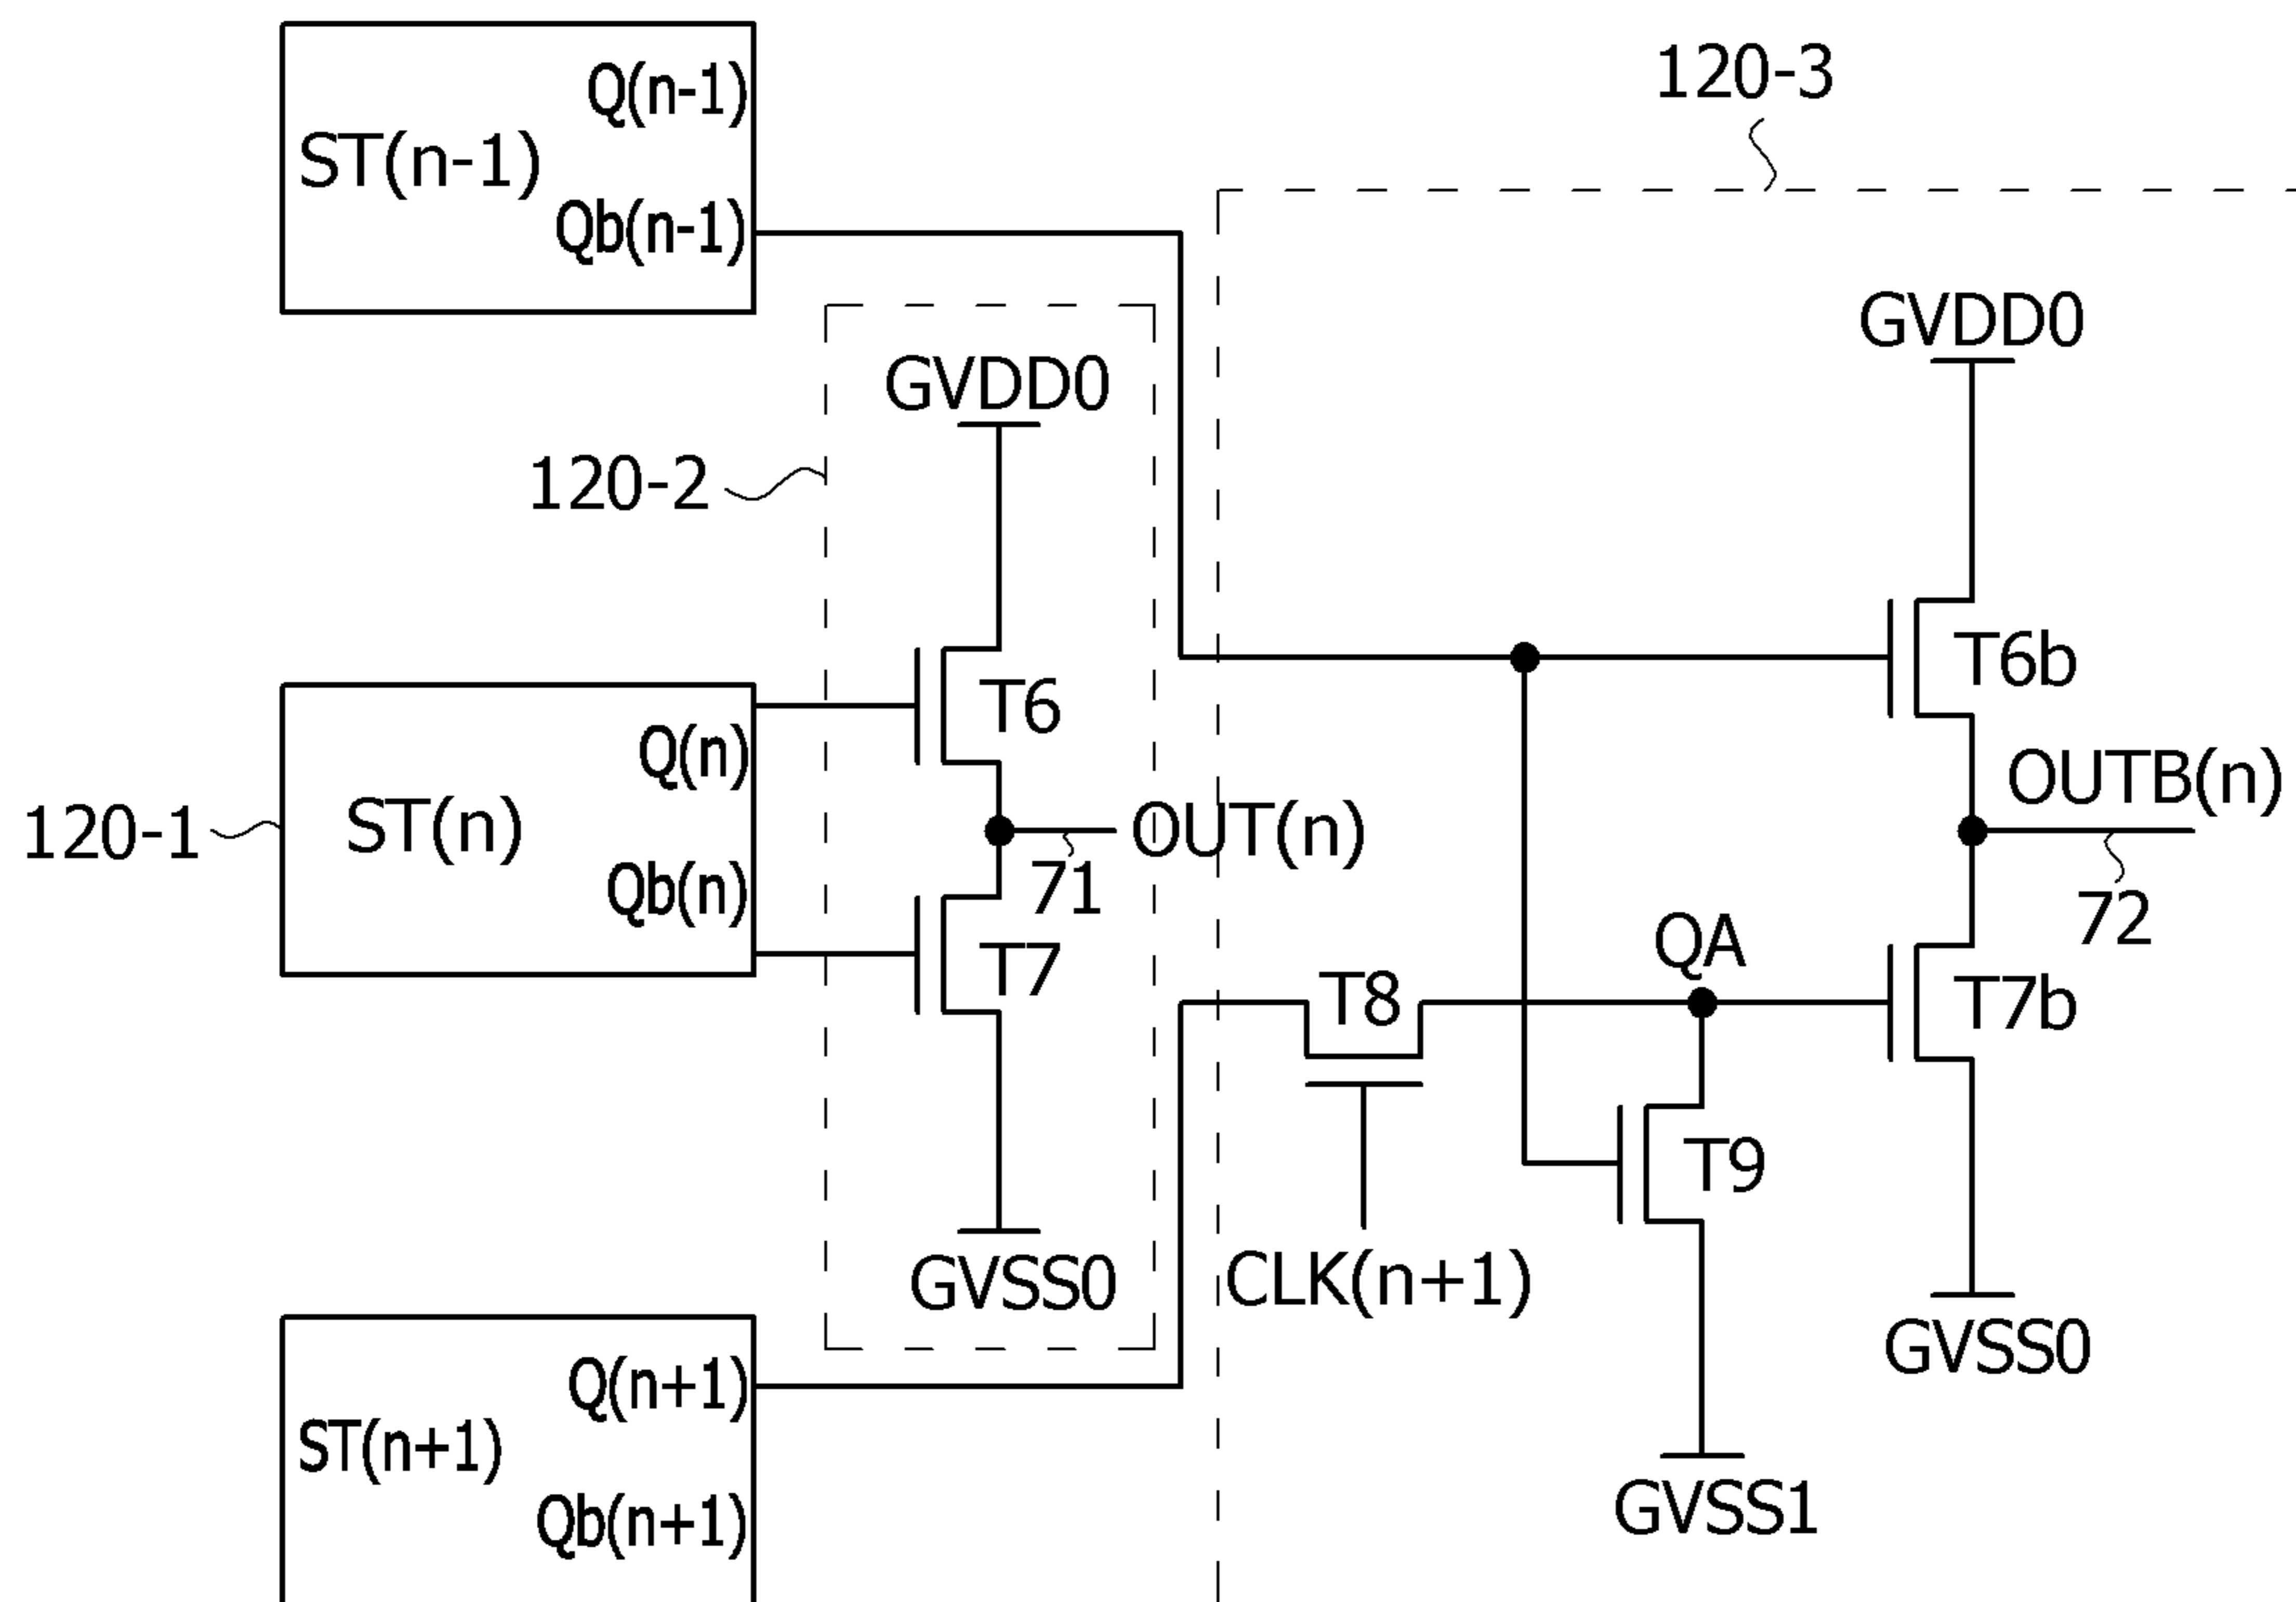 120-3
Q(n-1)
ST(n-1)
Qb(n-1)
GVDD0
GVDD0
120-2
T6b
T6
Q(n)
OUTB(n)
120-1
ST(n)
OUT(n)
Qb(n)
71
72
QA
T7
T8
T7b
T9
CLK(n+1)
GVSS0
GVSS0
Q(n+1)
ST(n+1)
GVSS1
Qb(n+1)